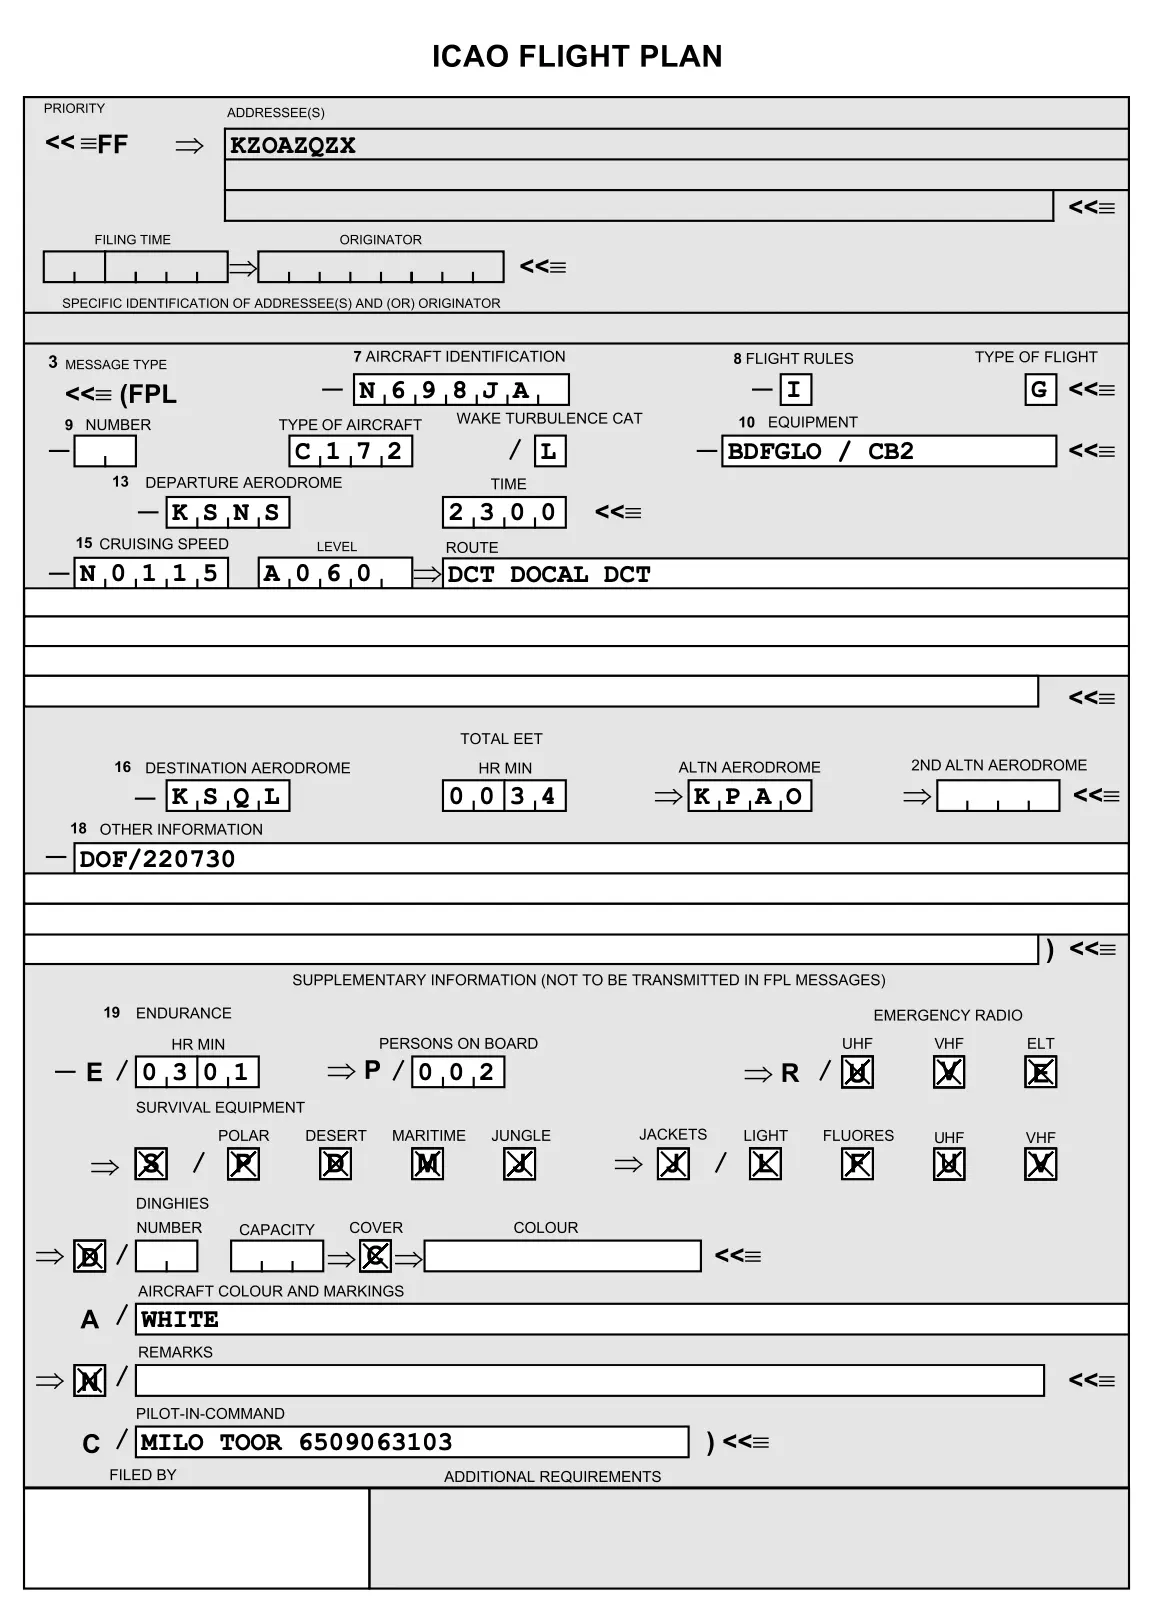 ICAO FLIGHT PLAN
PRIORITY ADDRESSEE(S)
<<≡FF ⇒ KZOAZQZX
<<≡
FILING TIME ORIGINATOR
⇒ <<≡
SPECIFIC IDENTIFICATION OF ADDRESSEE(S) AND (OR) ORIGINATOR
3 MESSAGE TYPE 7 AIRCRAFT IDENTIFICATION 8 FLIGHT RULES TYPE OF FLIGHT
<<≡ (FPL — N698JA — I G <<≡
9 NUMBER TYPE OF AIRCRAFT WAKE TURBULENCE CAT 10 EQUIPMENT
— C172 / L — BDFGLO / CB2 <<≡
13 DEPARTURE AERODROME TIME
— KSNS 2300 <<≡
15 CRUISING SPEED LEVEL ROUTE
— N0115 A060 ⇒ DCT DOCAL DCT
<<≡
TOTAL EET
16 DESTINATION AERODROME HR MIN ALTN AERODROME 2ND ALTN AERODROME
— KSQL 0034 ⇒ KPAO ⇒ <<≡
18 OTHER INFORMATION
— DOF/220730
) <<≡
SUPPLEMENTARY INFORMATION (NOT TO BE TRANSMITTED IN FPL MESSAGES)
19 ENDURANCE EMERGENCY RADIO
HR MIN PERSONS ON BOARD UHF VHF ELT
— E / 0301 ⇒ P / 002 ⇒ R / U V E
SURVIVAL EQUIPMENT
POLAR DESERT MARITIME JUNGLE JACKETS LIGHT FLUORES UHF VHF
⇒ S / P D M J ⇒ J / L F U V
DINGHIES
NUMBER CAPACITY COVER COLOUR
⇒ D / ⇒ C ⇒ <<≡
AIRCRAFT COLOUR AND MARKINGS
A / WHITE
REMARKS
⇒ N / <<≡
PILOT-IN-COMMAND
C / MILO TOOR 6509063103 ) <<≡
FILED BY ADDITIONAL REQUIREMENTS